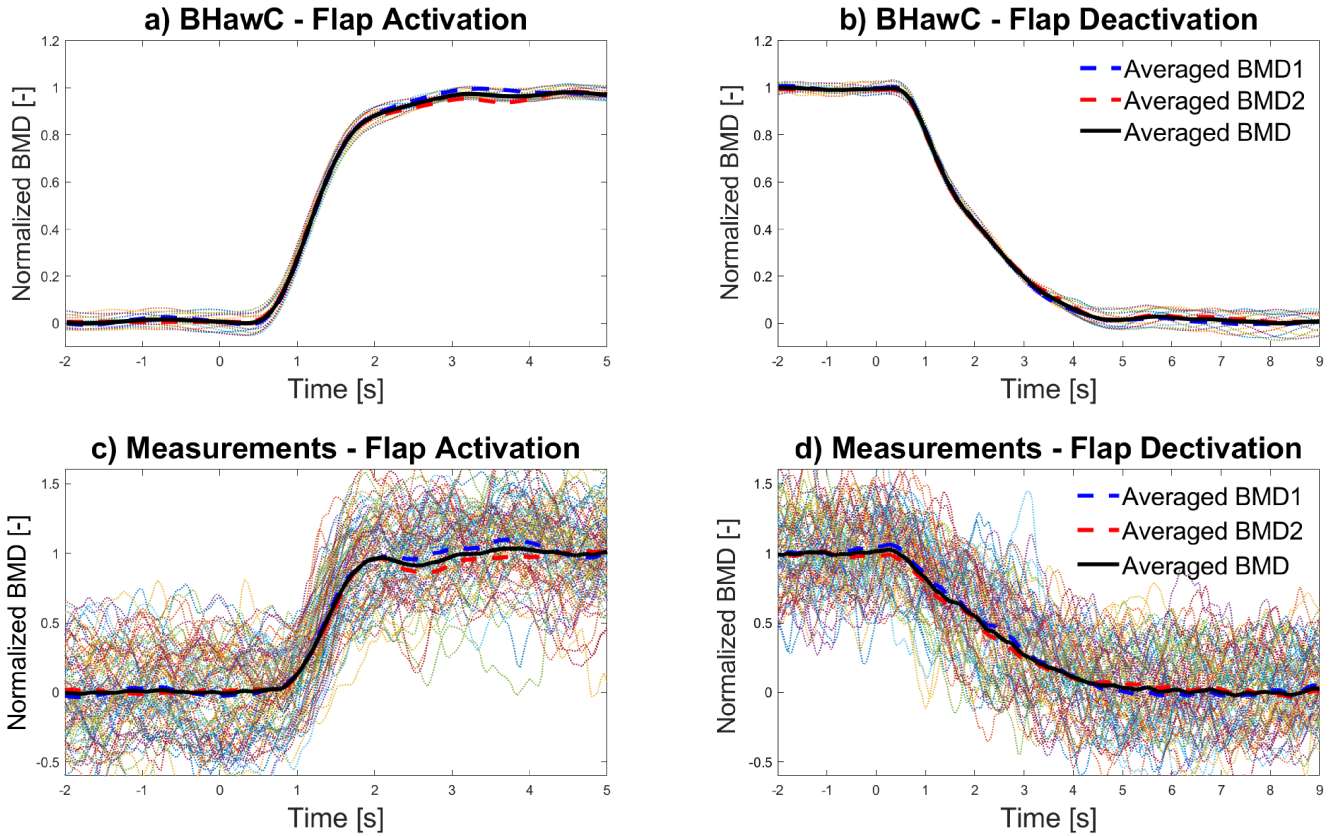 a) BHawC - Flap Activation
1.2
1
0.8
0.6
0.4
0.2
0
Normalized BMD [-]
-2 -1 0 1 2 3 4 5
Time [s]
b) BHawC - Flap Deactivation
1.2
1
0.8
0.6
0.4
0.2
0
Normalized BMD [-]
Averaged BMD1
Averaged BMD2
Averaged BMD
-2 -1 0 1 2 3 4 5 6 7 8 9
Time [s]
c) Measurements - Flap Activation
1.5
1
0.5
0
-0.5
Normalized BMD [-]
-2 -1 0 1 2 3 4 5
Time [s]
d) Measurements - Flap Dectivation
1.5
1
0.5
0
-0.5
Normalized BMD [-]
Averaged BMD1
Averaged BMD2
Averaged BMD
-2 -1 0 1 2 3 4 5 6 7 8 9
Time [s]